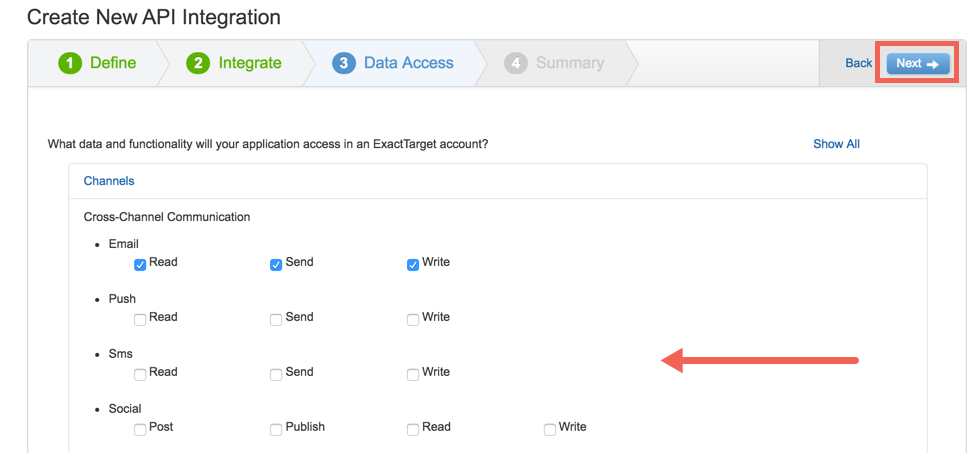 Create New API Integration
1 Define 2 Integrate 3 Data Access 4 Summary Back Next
What data and functionality will your application access in an ExactTarget account? Show All
Channels
Cross-Channel Communication
• Email
Read Send Write
• Push
Read Send Write
• Sms
Read Send Write
• Social
Post Publish Read Write